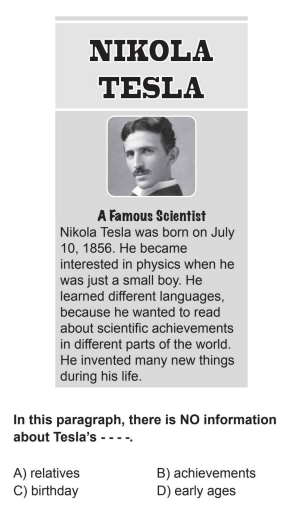 NIKOLA
TESLA
A Famous Scientist
Nikola Tesla was born on July
10, 1856. He became
interested in physics when he
was just a small boy. He
learned different languages,
because he wanted to read
about scientific achievements
in different parts of the world.
He invented many new things
during his life.
In this paragraph, there is NO information
about Tesla's - - - -.
A) relatives B) achievements
C) birthday D) early ages